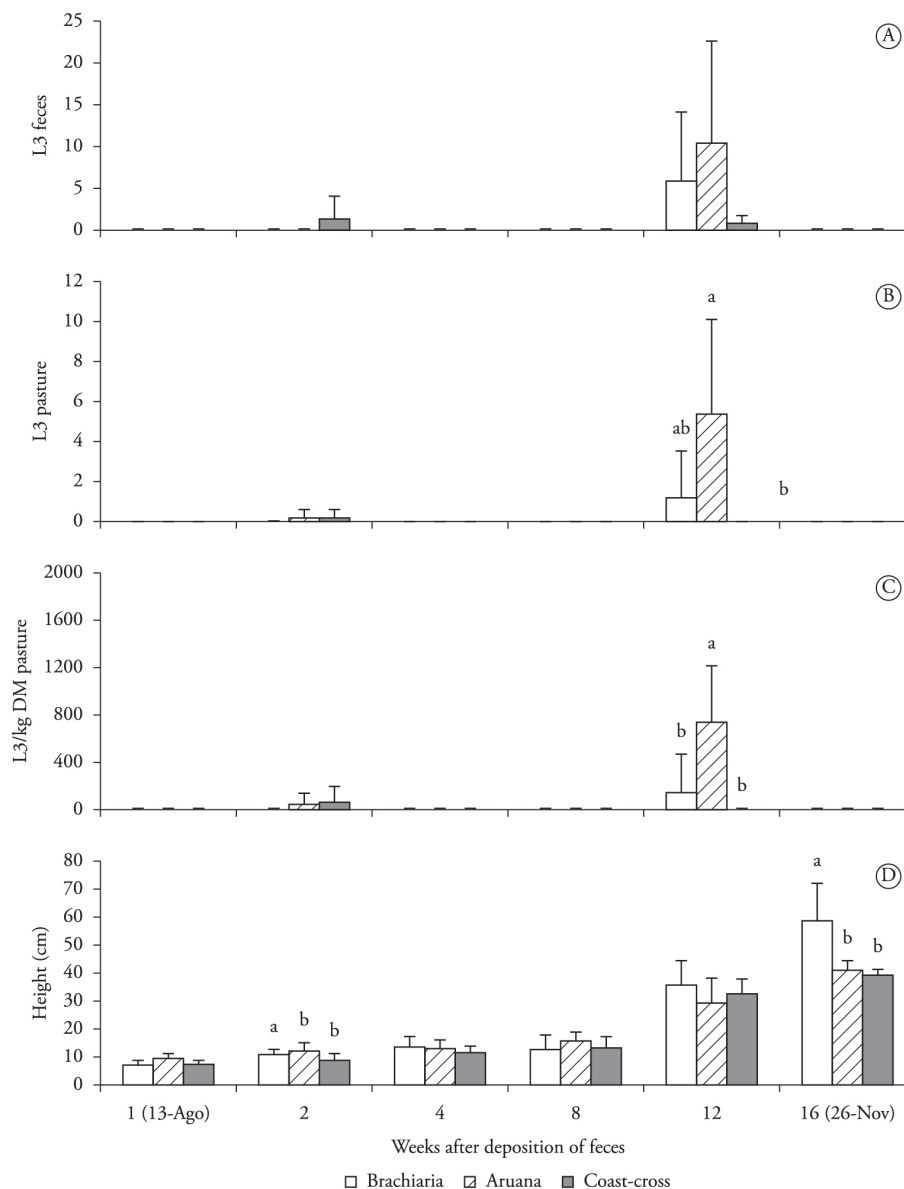 25
20
15
10
5
0
L3 feces
A
12
10
8
6
4
2
0
L3 pasture
ab
a
b
B
2000
1600
1200
800
400
0
L3/kg DM pasture
b
a
b
C
80
70
60
50
40
30
20
10
0
Height (cm)
a
b
b
a
b
b
D
1 (13-Ago)
2
4
8
12
16 (26-Nov)
Weeks after deposition of feces
Brachiaria
Aruana
Coast-cross